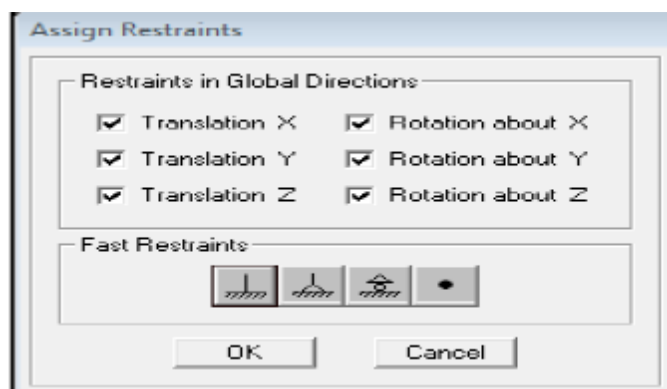 Assign Restraints
Restraints in Global Directions
Translation X Rotation about X
Translation Y Rotation about Y
Translation Z Rotation about Z
Fast Restraints
OK Cancel